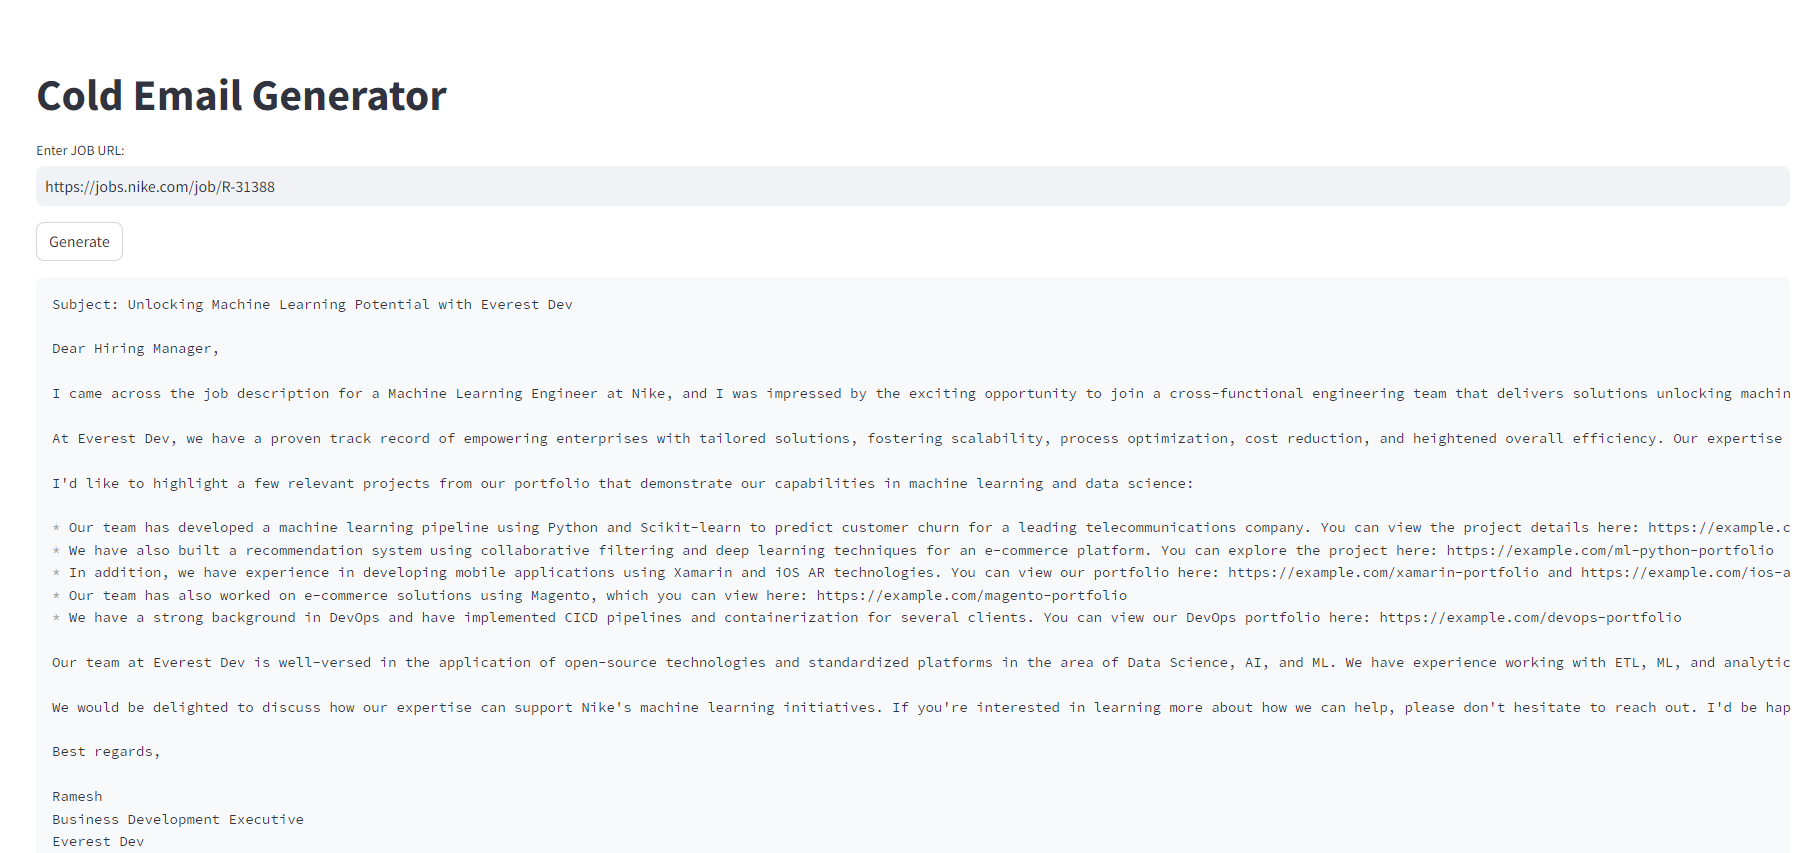 Cold Email Generator
Enter JOB URL:
https://jobs.nike.com/job/R-31388
Generate
Subject: Unlocking Machine Learning Potential with Everest Dev
Dear Hiring Manager,
I came across the job description for a Machine Learning Engineer at Nike, and I was impressed by the exciting opportunity to join a cross-functional engineering team that delivers solutions unlocking machin
At Everest Dev, we have a proven track record of empowering enterprises with tailored solutions, fostering scalability, process optimization, cost reduction, and heightened overall efficiency. Our expertise
I'd like to highlight a few relevant projects from our portfolio that demonstrate our capabilities in machine learning and data science:
* Our team has developed a machine learning pipeline using Python and Scikit-learn to predict customer churn for a leading telecommunications company. You can view the project details here: https://example.c
* We have also built a recommendation system using collaborative filtering and deep learning techniques for an e-commerce platform. You can explore the project here: https://example.com/ml-python-portfolio
* In addition, we have experience in developing mobile applications using Xamarin and iOS AR technologies. You can view our portfolio here: https://example.com/xamarin-portfolio and https://example.com/ios-a
* Our team has also worked on e-commerce solutions using Magento, which you can view here: https://example.com/magento-portfolio
* We have a strong background in DevOps and have implemented CICD pipelines and containerization for several clients. You can view our DevOps portfolio here: https://example.com/devops-portfolio
Our team at Everest Dev is well-versed in the application of open-source technologies and standardized platforms in the area of Data Science, AI, and ML. We have experience working with ETL, ML, and analytic
We would be delighted to discuss how our expertise can support Nike's machine learning initiatives. If you're interested in learning more about how we can help, please don't hesitate to reach out. I'd be hap
Best regards,
Ramesh
Business Development Executive
Everest Dev